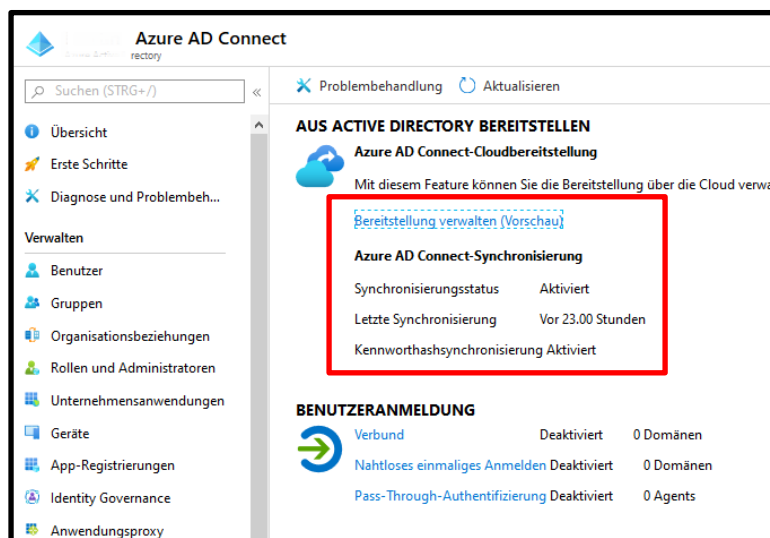 Azure AD Connect
rectory
Suchen (STRG+/)
«
Übersicht
Erste Schritte
Diagnose und Problembeh...
Verwalten
Benutzer
Gruppen
Organisationsbeziehungen
Rollen und Administratoren
Unternehmensanwendungen
Geräte
App-Registrierungen
Identity Governance
Anwendungsproxy
Problembehandlung Aktualisieren
AUS ACTIVE DIRECTORY BEREITSTELLEN
Azure AD Connect-Cloudbereitstellung
Mit diesem Feature können Sie die Bereitstellung über die Cloud verwa
Bereitstellung verwalten (Vorschau)
Azure AD Connect-Synchronisierung
Synchronisierungsstatus Aktiviert
Letzte Synchronisierung Vor 23.00 Stunden
Kennworthashsynchronisierung Aktiviert
BENUTZERANMELDUNG
Verbund Deaktiviert 0 Domänen
Nahtloses einmaliges Anmelden Deaktiviert 0 Domänen
Pass-Through-Authentifizierung Deaktiviert 0 Agents